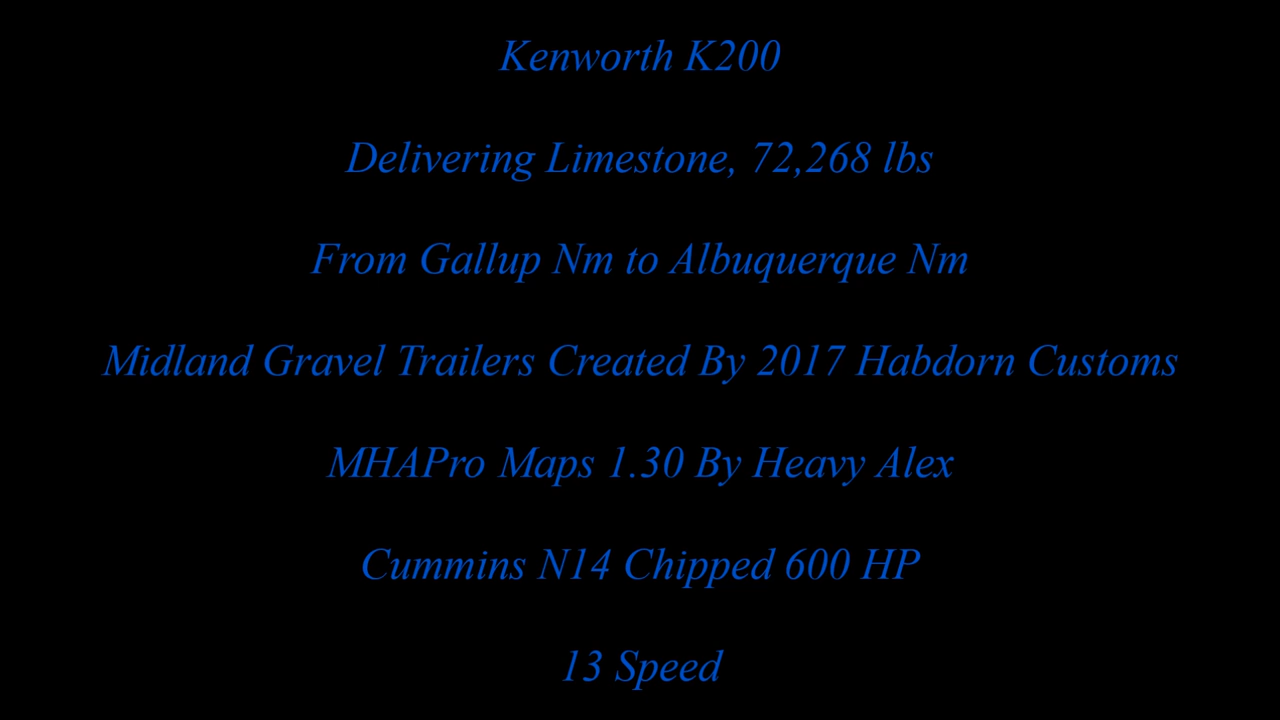 Kenworth K200
Delivering Limestone, 72,268 lbs
From Gallup Nm to Albuquerque Nm
Midland Gravel Trailers Created By 2017 Habdorn Customs
MHAPro Maps 1.30 By Heavy Alex
Cummins N14 Chipped 600 HP
13 Speed